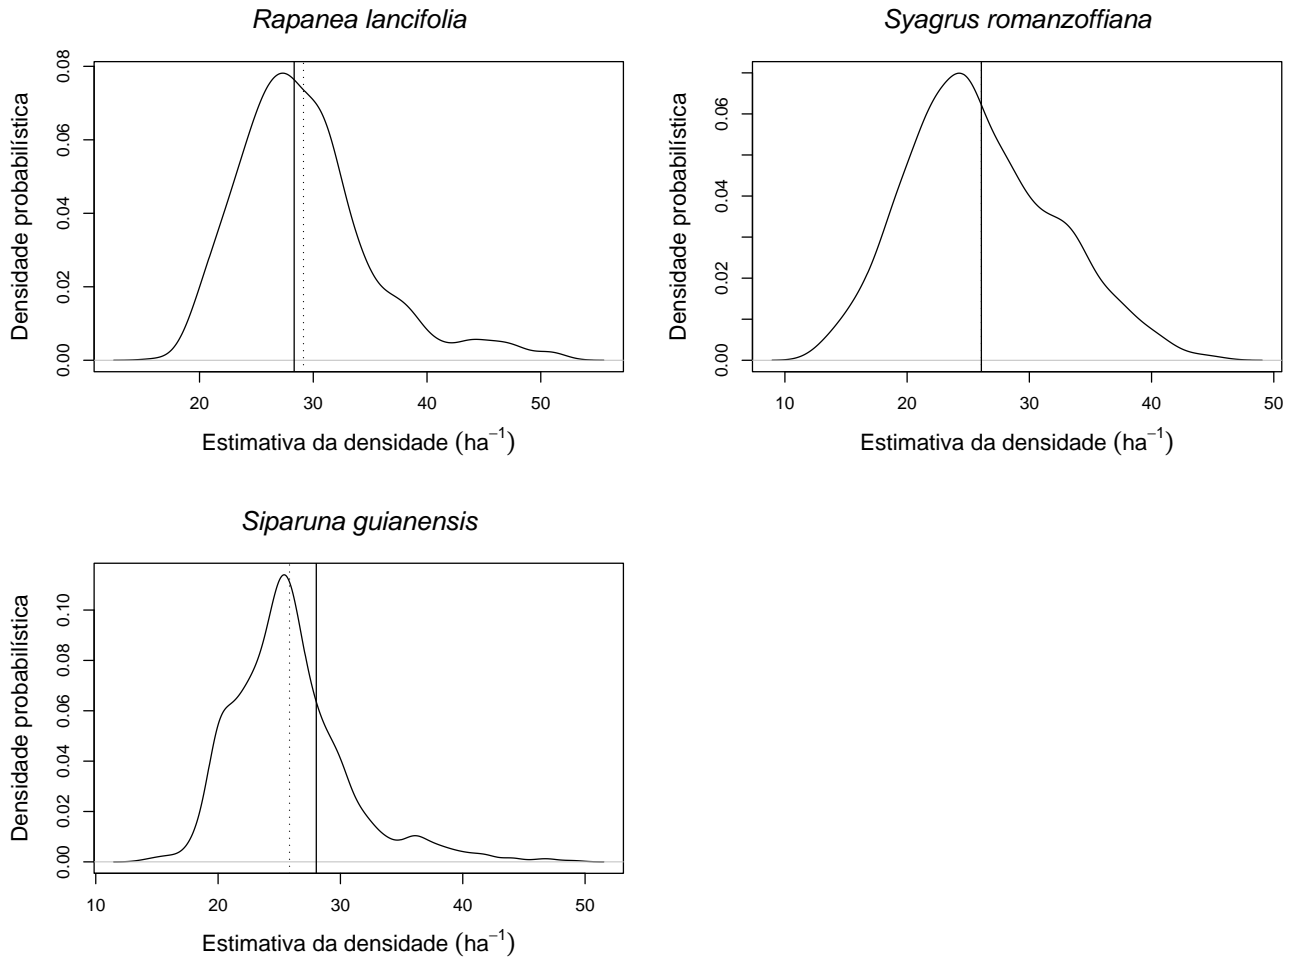 Rapanea lancifolia
Densidade probabilística
0.00 0.02 0.04 0.06 0.08
20 30 40 50
Estimativa da densidade (ha⁻¹)
Syagrus romanzoffiana
Densidade probabilística
0.00 0.02 0.04 0.06
10 20 30 40 50
Estimativa da densidade (ha⁻¹)
Siparuna guianensis
Densidade probabilística
0.00 0.02 0.04 0.06 0.08 0.10
10 20 30 40 50
Estimativa da densidade (ha⁻¹)